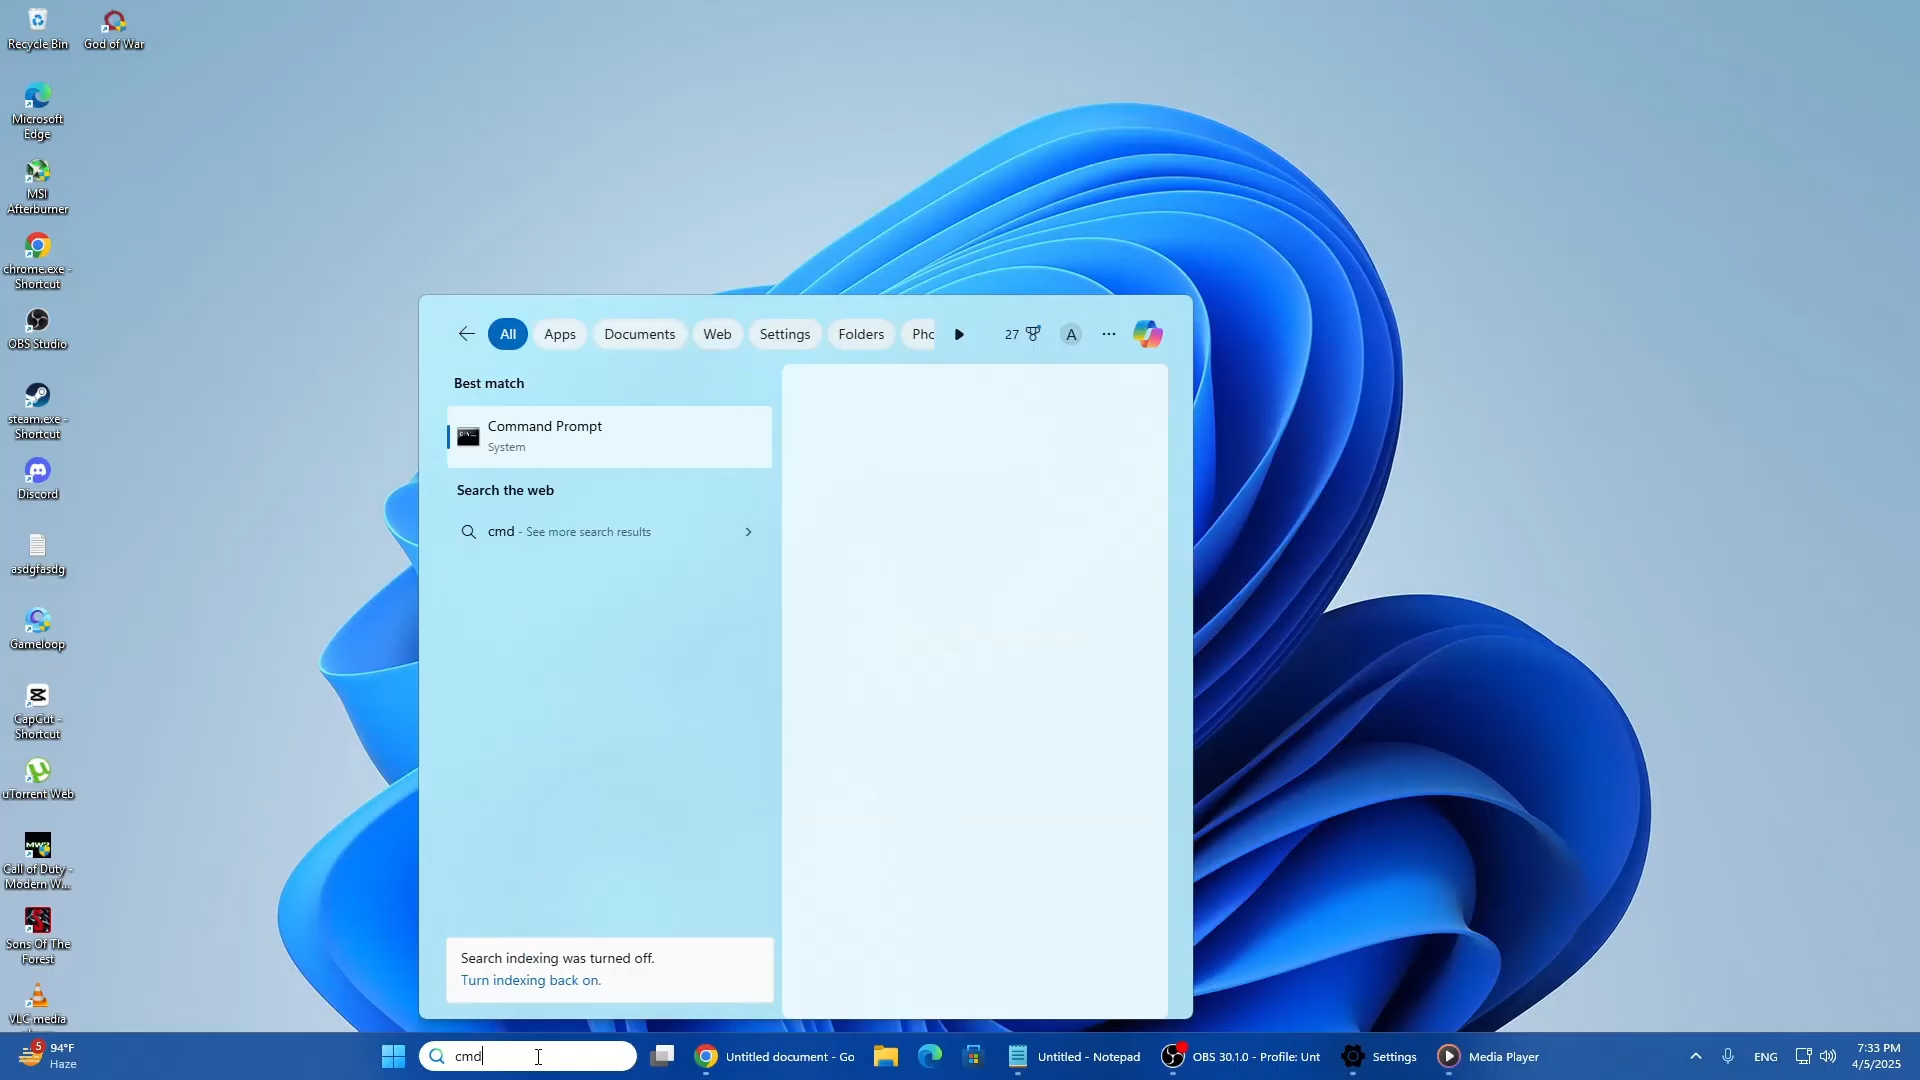 Recycle Bin
God of War
Microsoft
Edge
MSI
Afterburner
chrome.exe -
Shortcut
OBS Studio
steam.exe -
Shortcut
Discord
asdgfasdg
Gameloop
CapCut -
Shortcut
uTorrent Web
Call of Duty -
Modern W...
Sons Of The
Forest
VLC media
All
Apps
Documents
Web
Settings
Folders
Pho
27
A
Best match
Command Prompt
System
Search the web
cmd - See more search results
Search indexing was turned off.
Turn indexing back on.
5
94°F
Haze
cmd
Untitled document - Go
Untitled - Notepad
OBS 30.1.0 - Profile: Unt
Settings
Media Player
ENG
7:33 PM
4/5/2025